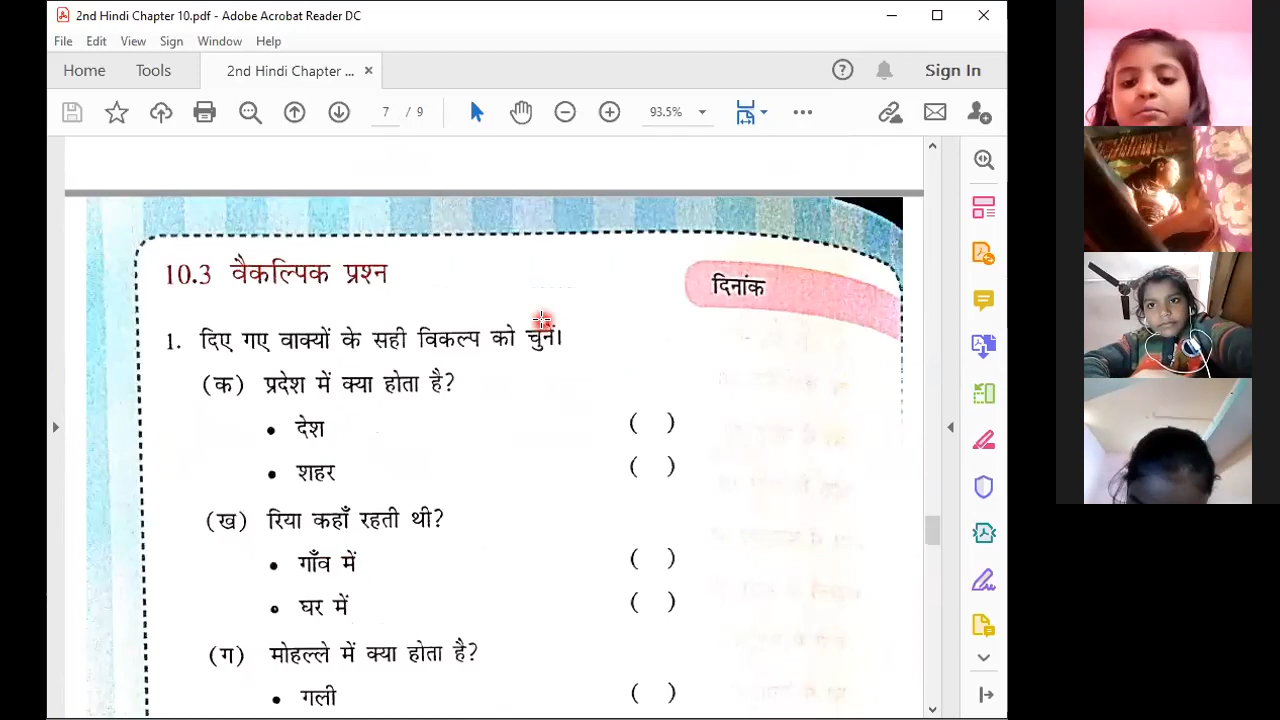 2nd Hindi Chapter 10.pdf - Adobe Acrobat Reader DC
File Edit View Sign Window Help
Home Tools 2nd Hindi Chapter ... Sign In
7 / 9 93.5%
10.3 वैकल्पिक प्रश्न
दिनांक
1. दिए गए वाक्यों के सही विकल्प को चुनें।
(क) प्रदेश में क्या होता है?
• देश ( )
• शहर ( )
(ख) रिया कहाँ रहती थी?
• गाँव में ( )
• घर में ( )
(ग) मोहल्ले में क्या होता है?
• गली ( )